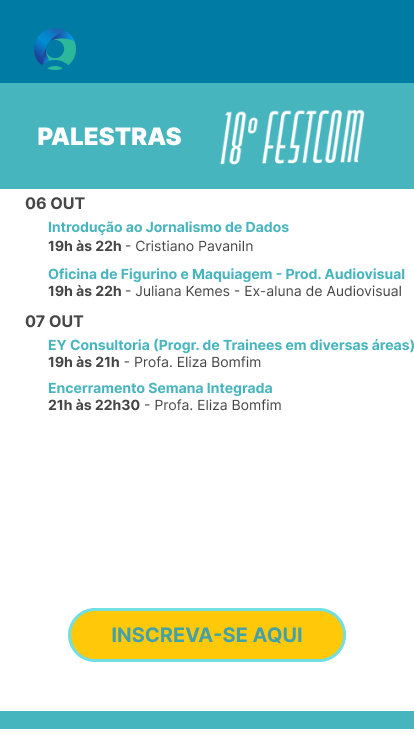 PALESTRAS
18º FESTCOM
06 OUT
Introdução ao Jornalismo de Dados
19h às 22h - Cristiano Pavaniln
Oficina de Figurino e Maquiagem - Prod. Audiovisual
19h às 22h - Juliana Kemes - Ex-aluna de Audiovisual
07 OUT
EY Consultoria (Progr. de Trainees em diversas áreas)
19h às 21h - Profa. Eliza Bomfim
Encerramento Semana Integrada
21h às 22h30 - Profa. Eliza Bomfim
INSCREVA-SE AQUI